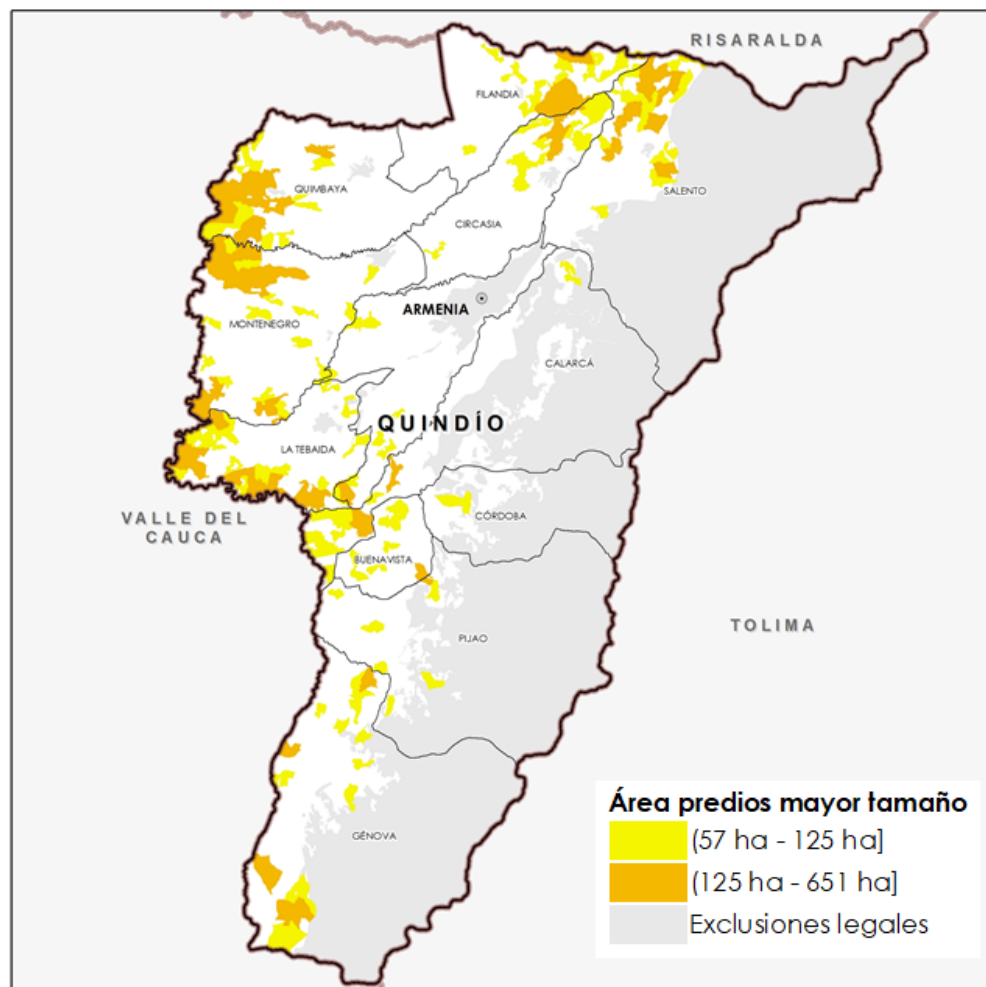 RISARALDA
FILANDIA
QUIMBAYA
SALENTO
CIRCASIA
ARMENIA
MONTENEGRO
CALARCÁ
QUINDÍO
LA TEBAIDA
VALLE DEL
CAUCA
CÓRDOBA
BUENAVISTA
TOLIMA
PIJAO
GÉNOVA
Área predios mayor tamaño
(57 ha - 125 ha]
(125 ha - 651 ha]
Exclusiones legales